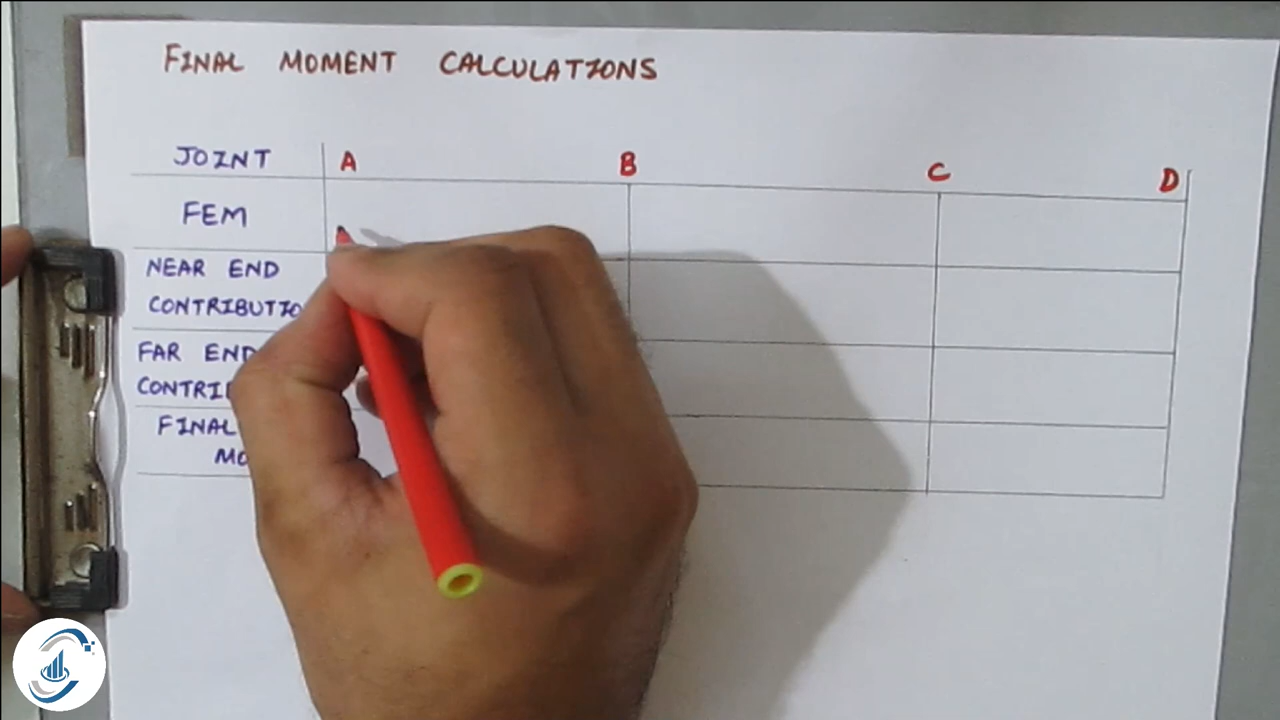 FINAL MOMENT CALCULATIONS
JOINT A B C D
FEM
NEAR END
FAR END
FINAL